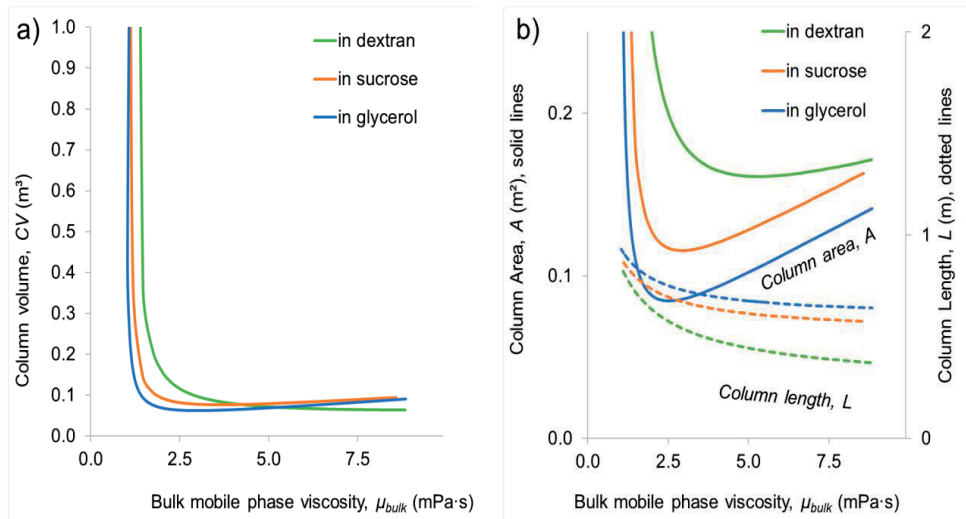 a)
1.0
0.9
0.8
0.7
0.6
0.5
0.4
0.3
0.2
0.1
0.0
Column volume, CV (m³)
in dextran
in sucrose
in glycerol
0.0 2.5 5.0 7.5
Bulk mobile phase viscosity, μbulk (mPa·s)
b)
0.2
0.1
0.0
Column Area, A (m²), solid lines
in dextran
in sucrose
in glycerol
Column area, A
Column length, L
2
1
0
Column Length, L (m), dotted lines
0.0 2.5 5.0 7.5
Bulk mobile phase viscosity, μbulk (mPa·s)